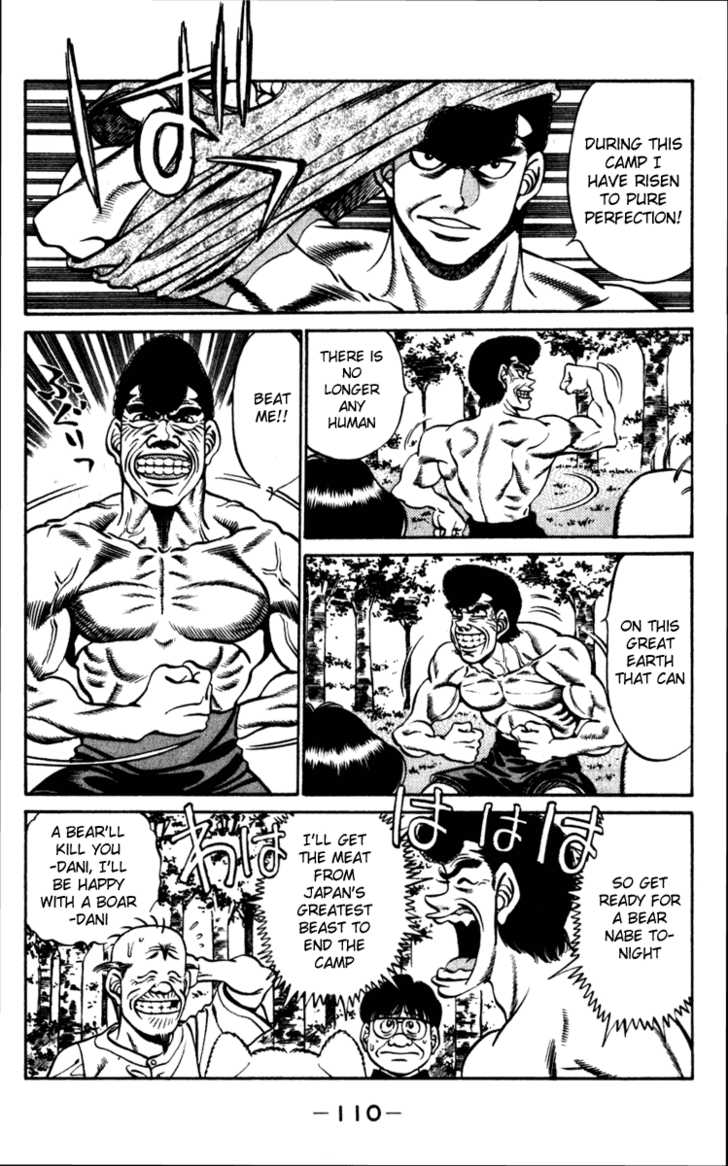 ばっ
DURING THIS
CAMP I
HAVE RISEN
TO PURE
PERFECTION!
THERE IS
NO
LONGER
ANY
HUMAN
ON THIS
GREAT
EARTH
THAT CAN
BEAT
ME!!
SO GET
READY FOR
A BEAR
NABE TO-
NIGHT
わはははは
I'LL GET
THE MEAT
FROM
JAPAN'S
GREATEST
BEAST TO
END THE
CAMP
A BEAR'LL
KILL YOU
-DANI, I'LL
BE HAPPY
WITH A BOAR
-DANI
-110-